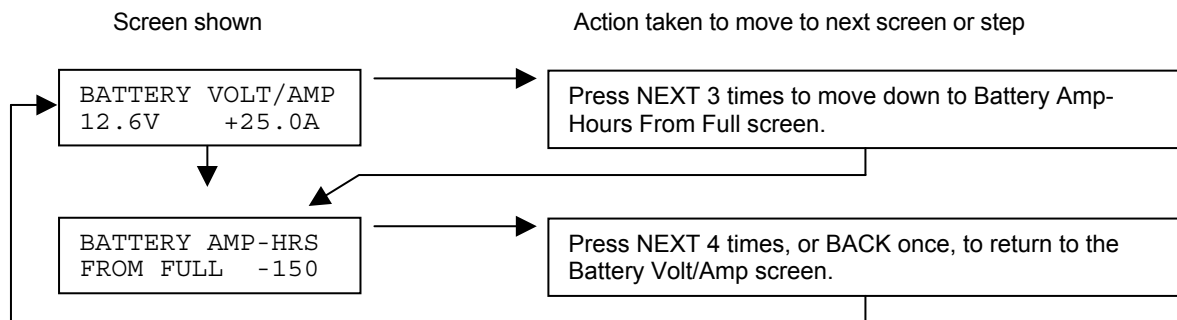 Screen shown
Action taken to move to next screen or step
BATTERY VOLT/AMP
12.6V +25.0A
Press NEXT 3 times to move down to Battery Amp-
Hours From Full screen.
BATTERY AMP-HRS
FROM FULL -150
Press NEXT 4 times, or BACK once, to return to the
Battery Volt/Amp screen.